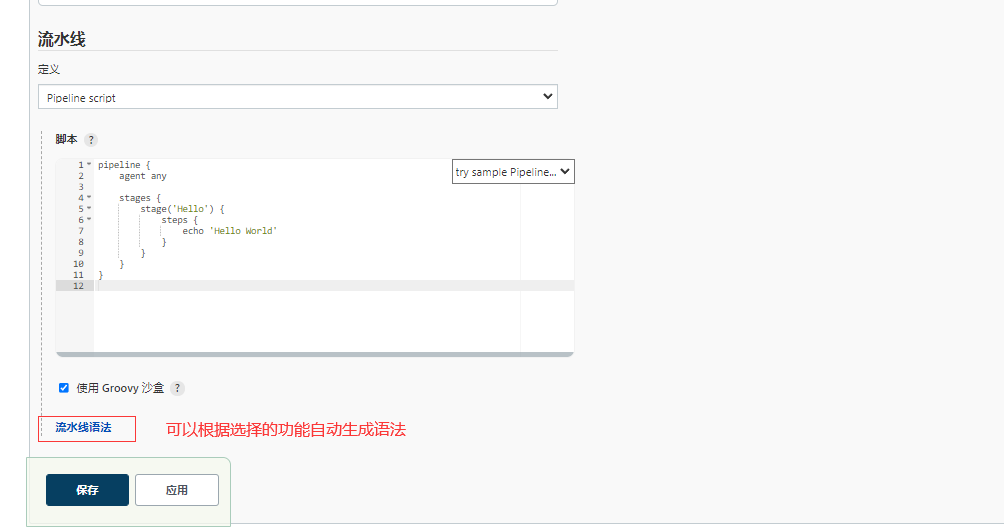 流水线
定义
Pipeline script
脚本 ?
try sample Pipeline...
1 pipeline {
2 agent any
3
4 stages {
5 stage('Hello') {
6 steps {
7 echo 'Hello World'
8 }
9 }
10 }
11 }
12
使用 Groovy 沙盒 ?
流水线语法 可以根据选择的功能自动生成语法
保存 应用